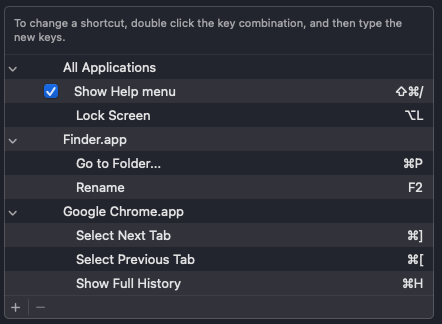 To change a shortcut, double click the key combination, and then type the
new keys.
All Applications
Show Help menu ⇧⌘/
Lock Screen ⌥L
Finder.app
Go to Folder... ⌘P
Rename F2
Google Chrome.app
Select Next Tab ⌘]
Select Previous Tab ⌘[
Show Full History ⌘H
+ −